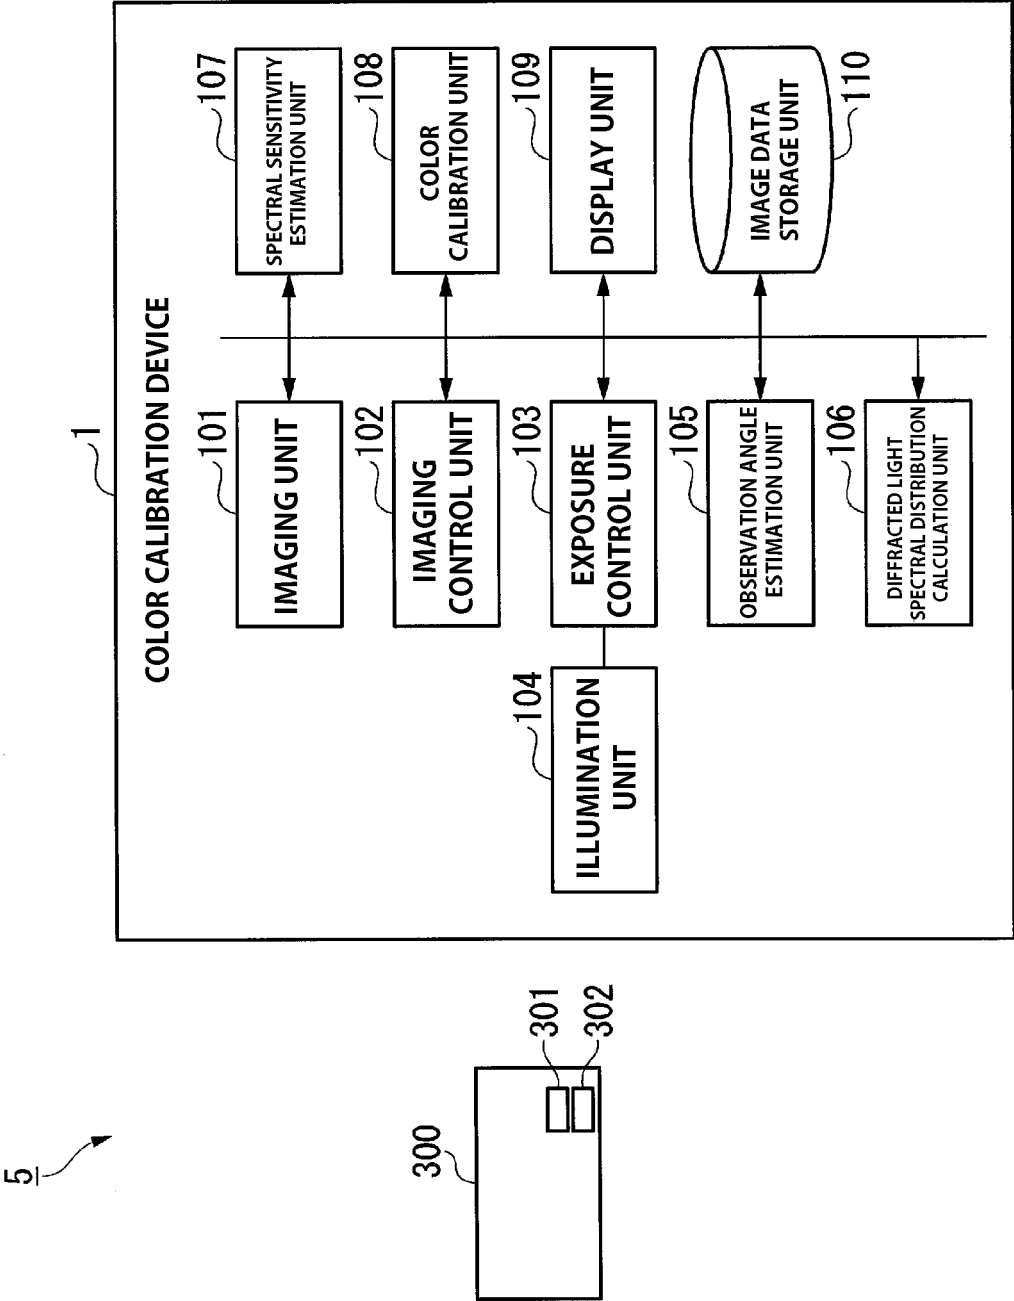 5
1
COLOR CALIBRATION DEVICE
101
IMAGING UNIT
107
SPECTRAL SENSITIVITY
ESTIMATION UNIT
102
IMAGING
CONTROL UNIT
108
COLOR
CALIBRATION UNIT
300
301
302
104
ILLUMINATION
UNIT
103
EXPOSURE
CONTROL UNIT
109
DISPLAY UNIT
105
OBSERVATION ANGLE
ESTIMATION UNIT
IMAGE DATA
STORAGE UNIT
110
106
DIFFRACTED LIGHT
SPECTRAL DISTRIBUTION
CALCULATION UNIT